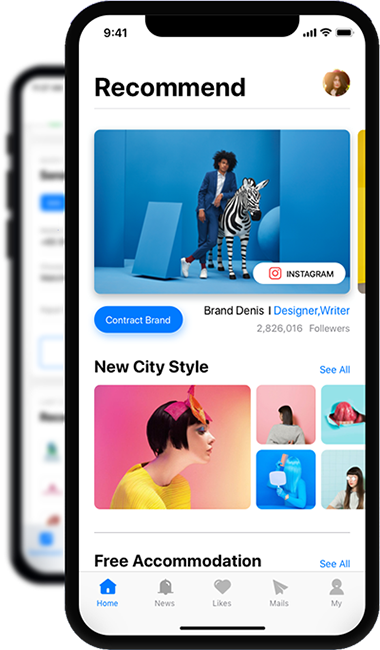 9:41
Recommend
INSTAGRAM
Contract Brand
Brand Denis I Designer,Writer
2,826,016 Followers
New City Style
See All
Free Accommodation
See All
Home
News
Likes
Mails
My